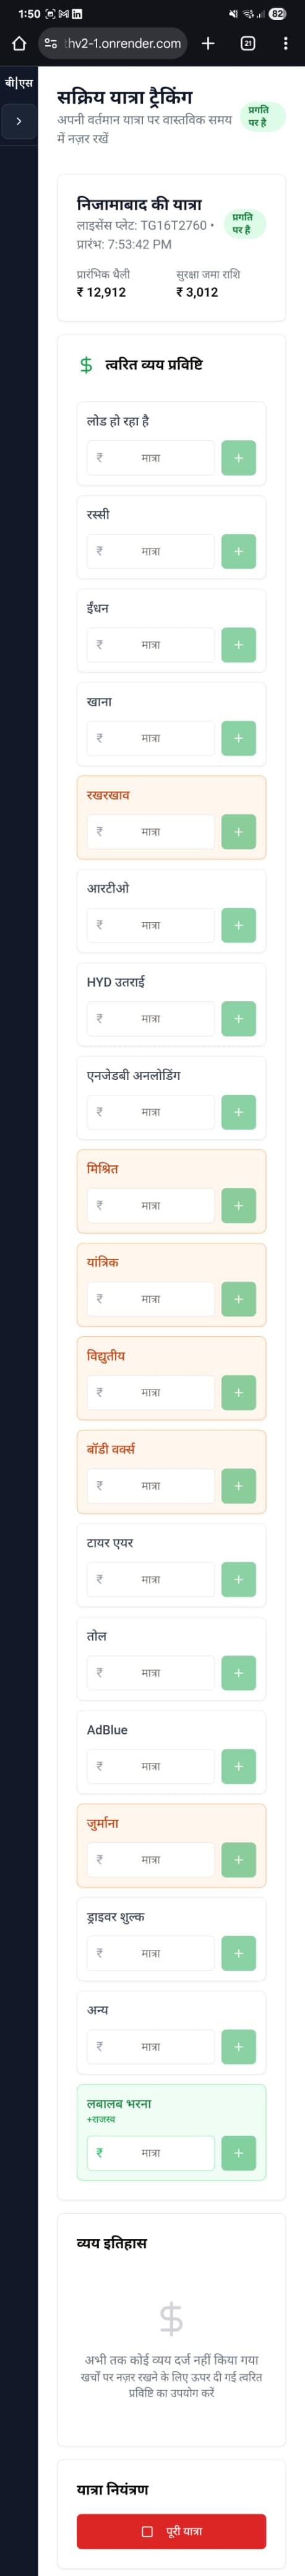 1:50
82
thv2-1.onrender.com
21
बी|एस
सक्रिय यात्रा ट्रैकिंग
अपनी वर्तमान यात्रा पर वास्तविक समय
में नज़र रखें
प्रगति
पर है
निजामाबाद की यात्रा
लाइसेंस प्लेट: TG16T2760 •
प्रारंभ: 7:53:42 PM
प्रगति
पर है
प्रारंभिक थैली
सुरक्षा जमा राशि
₹ 12,912
₹ 3,012
त्वरित व्यय प्रविष्टि
लोड हो रहा है
₹ मात्रा +
रस्सी
₹ मात्रा +
ईंधन
₹ मात्रा +
खाना
₹ मात्रा +
रखरखाव
₹ मात्रा +
आरटीओ
₹ मात्रा +
HYD उतराई
₹ मात्रा +
एनजेडबी अनलोडिंग
₹ मात्रा +
मिश्रित
₹ मात्रा +
यांत्रिक
₹ मात्रा +
विद्युतीय
₹ मात्रा +
बॉडी वर्क्स
₹ मात्रा +
टायर एयर
₹ मात्रा +
तोल
₹ मात्रा +
AdBlue
₹ मात्रा +
जुर्माना
₹ मात्रा +
ड्राइवर शुल्क
₹ मात्रा +
अन्य
₹ मात्रा +
लबालब भरना
+राजस्व
₹ मात्रा +
व्यय इतिहास
अभी तक कोई व्यय दर्ज नहीं किया गया
खर्चों पर नज़र रखने के लिए ऊपर दी गई त्वरित
प्रविष्टि का उपयोग करें
यात्रा नियंत्रण
पूरी यात्रा